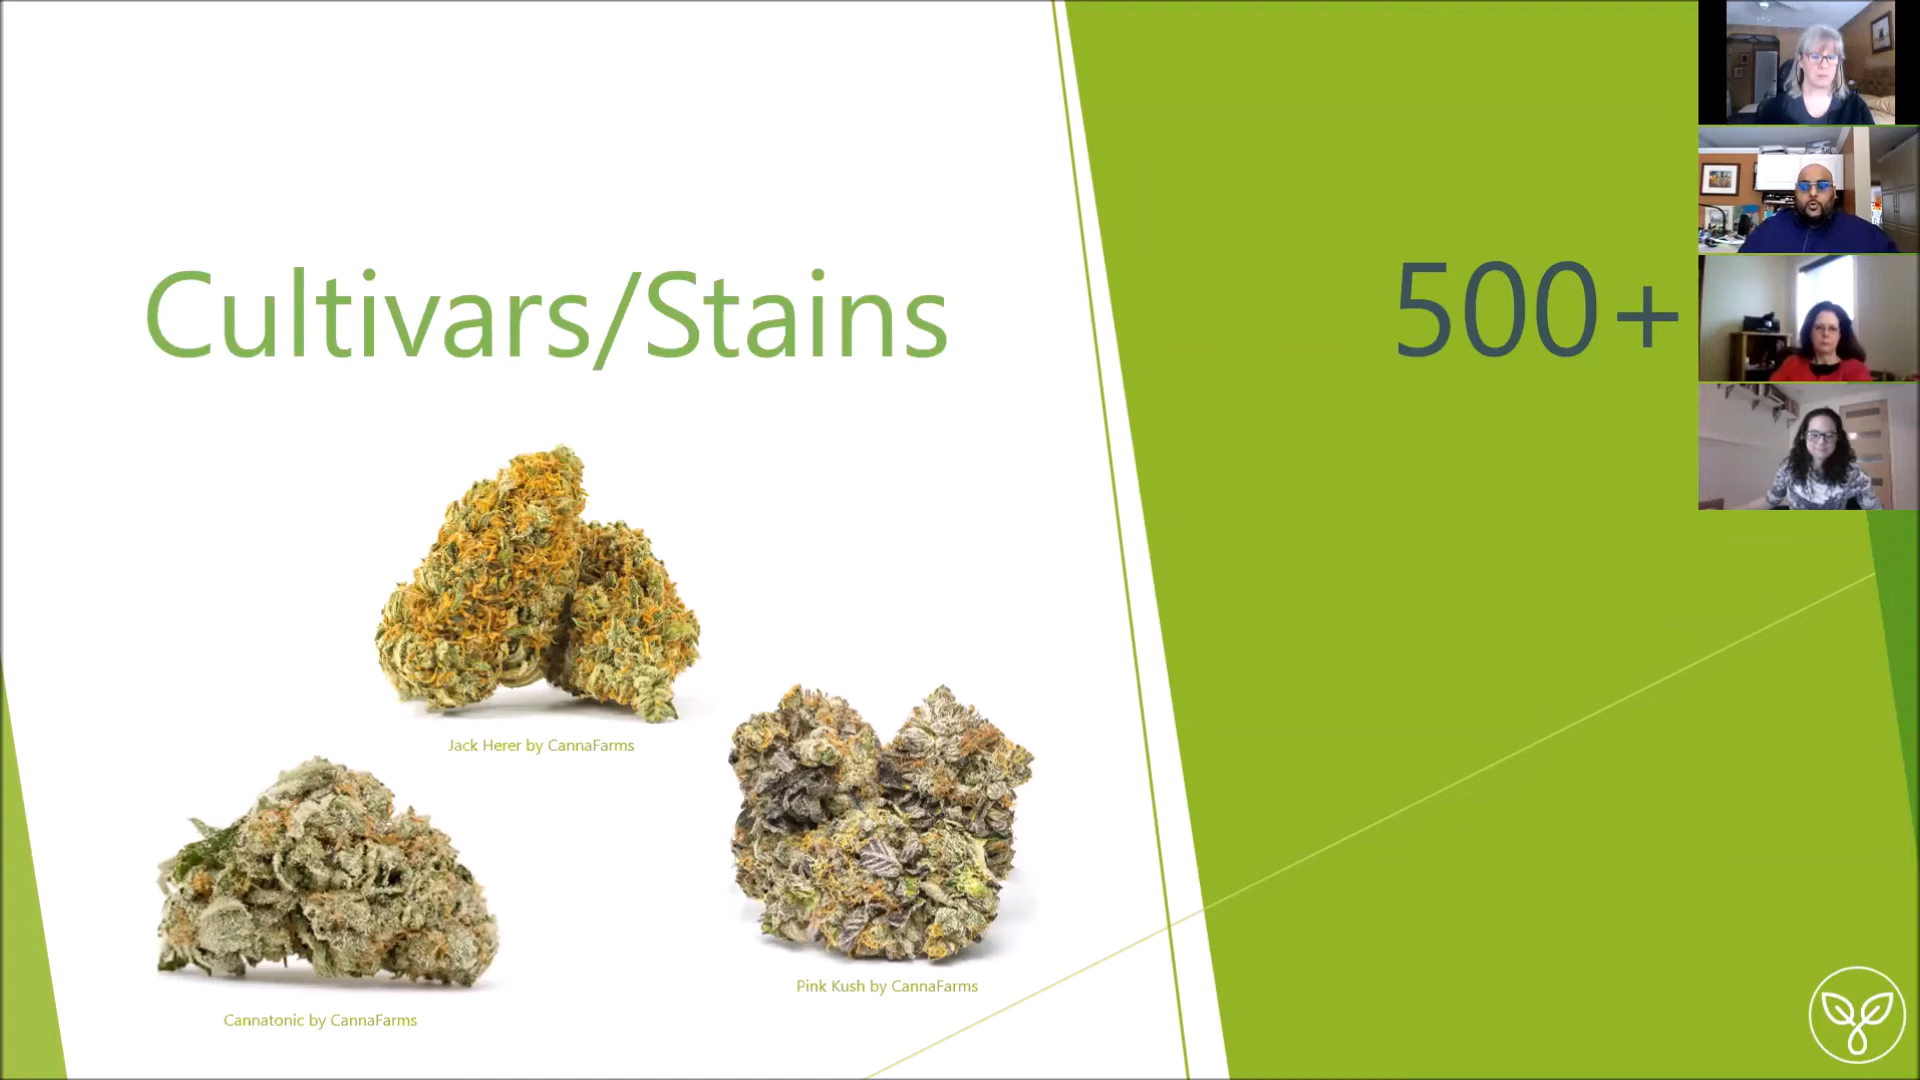 Cultivars/Stains
500+
Jack Herer by CannaFarms
Pink Kush by CannaFarms
Cannatonic by CannaFarms